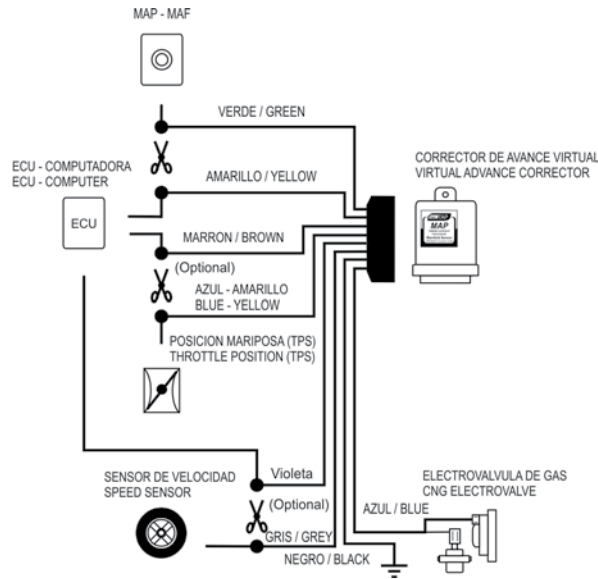 MAP - MAF
VERDE / GREEN
ECU - COMPUTADORA
ECU - COMPUTER
AMARILLO / YELLOW
CORRECTOR DE AVANCE VIRTUAL
VIRTUAL ADVANCE CORRECTOR
ECU
MAP
MARRON / BROWN
(Optional)
AZUL - AMARILLO
BLUE - YELLOW
POSICION MARIPOSA (TPS)
THROTTLE POSITION (TPS)
SENSOR DE VELOCIDAD
SPEED SENSOR
Violeta
(Optional)
GRIS / GREY
NEGRO / BLACK
ELECTROVALVULA DE GAS
CNG ELECTROVALVE
AZUL / BLUE